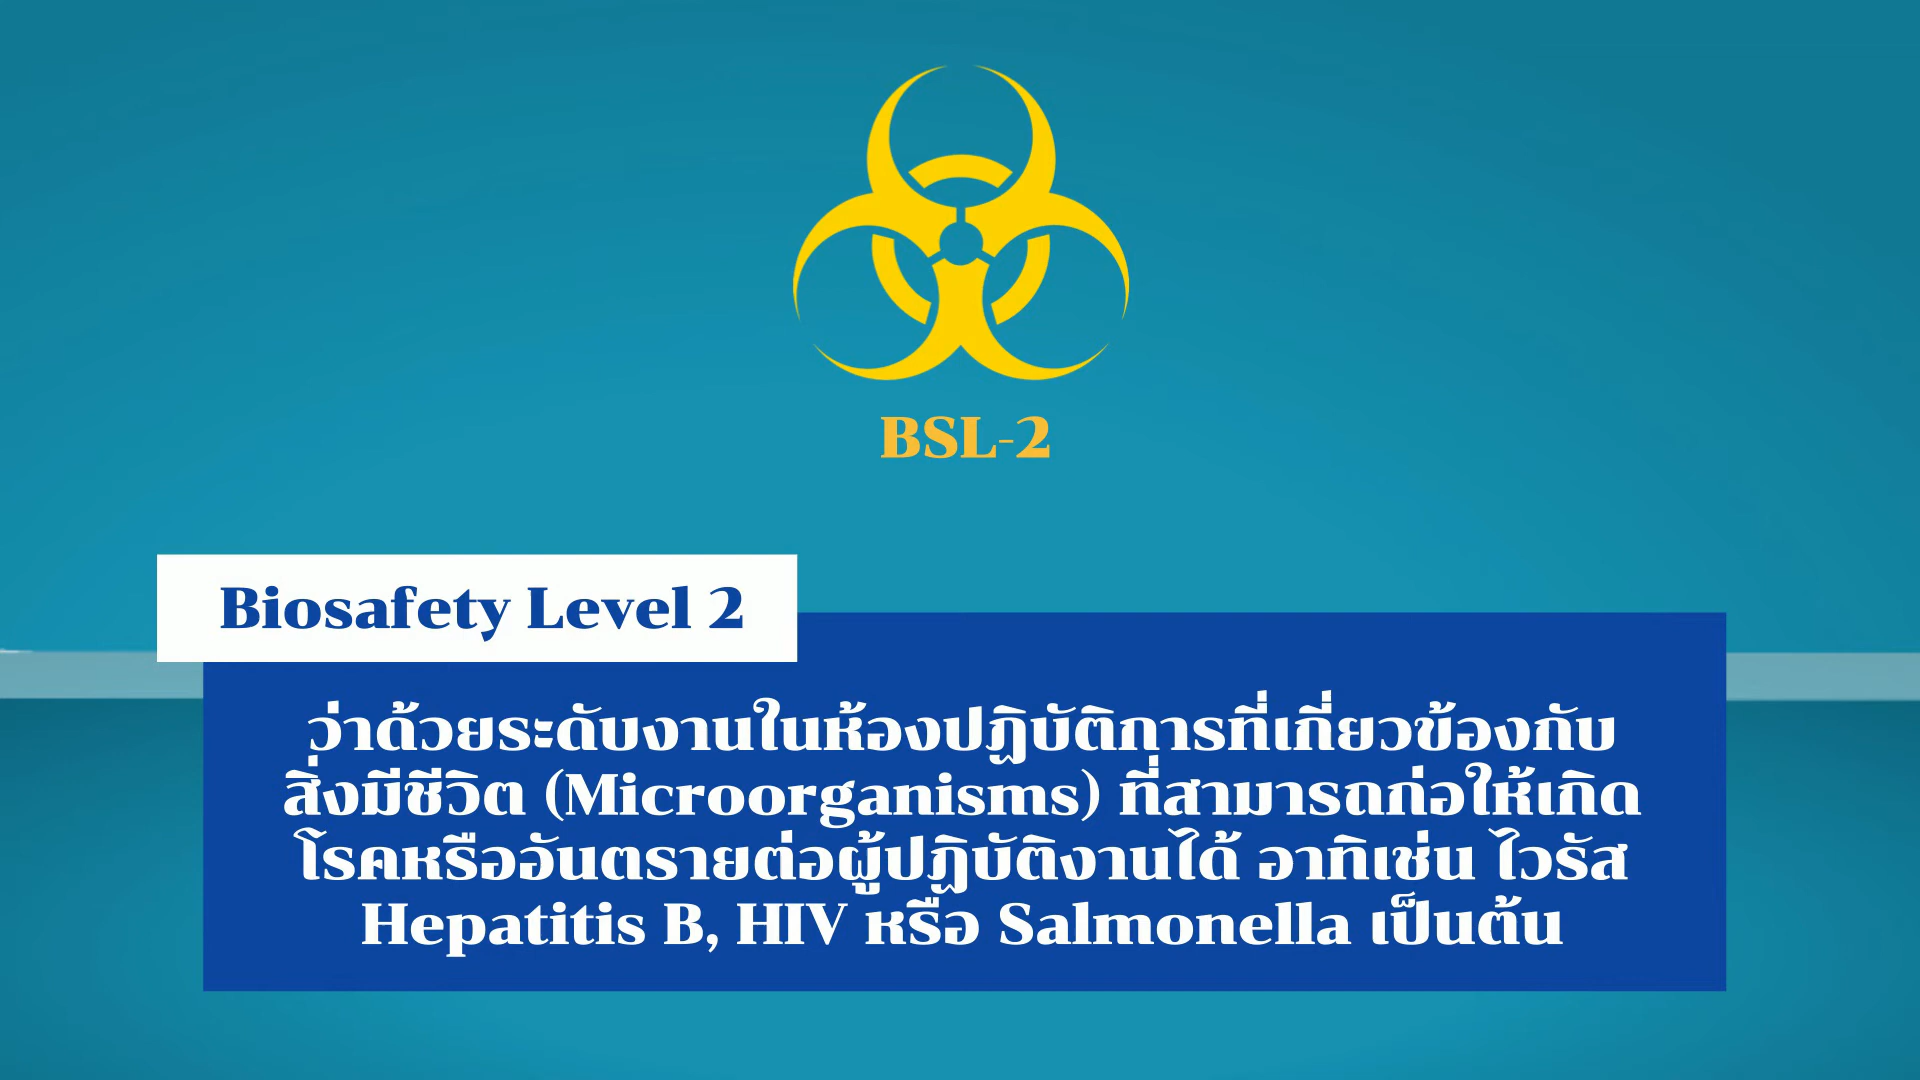 BSL-2
Biosafety Level 2
ว่าด้วยระดับงานในห้องปฏิบัติการที่เกี่ยวข้องกับ
สิ่งมีชีวิต (Microorganisms) ที่สามารถก่อให้เกิด
โรคหรืออันตรายต่อผู้ปฏิบัติงานได้ อาทิเช่น ไวรัส
Hepatitis B, HIV หรือ Salmonella เป็นต้น